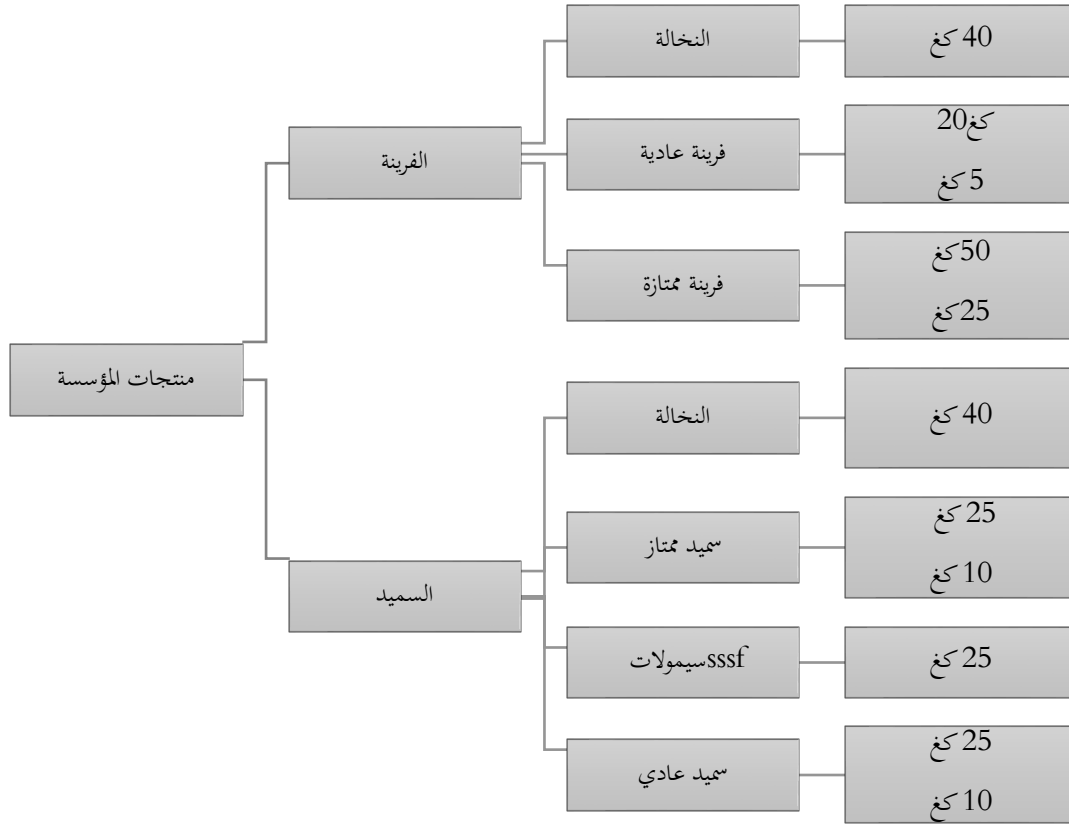 منتجات المؤسسة
الفرينة
النخالة
40 كغ
فرينة عادية
كغ20
5 كغ
فرينة ممتازة
50كغ
25كغ
السميد
النخالة
40 كغ
سميد ممتاز
25 كغ
10 كغ
sssfسيمولات
25 كغ
سميد عادي
25 كغ
10 كغ